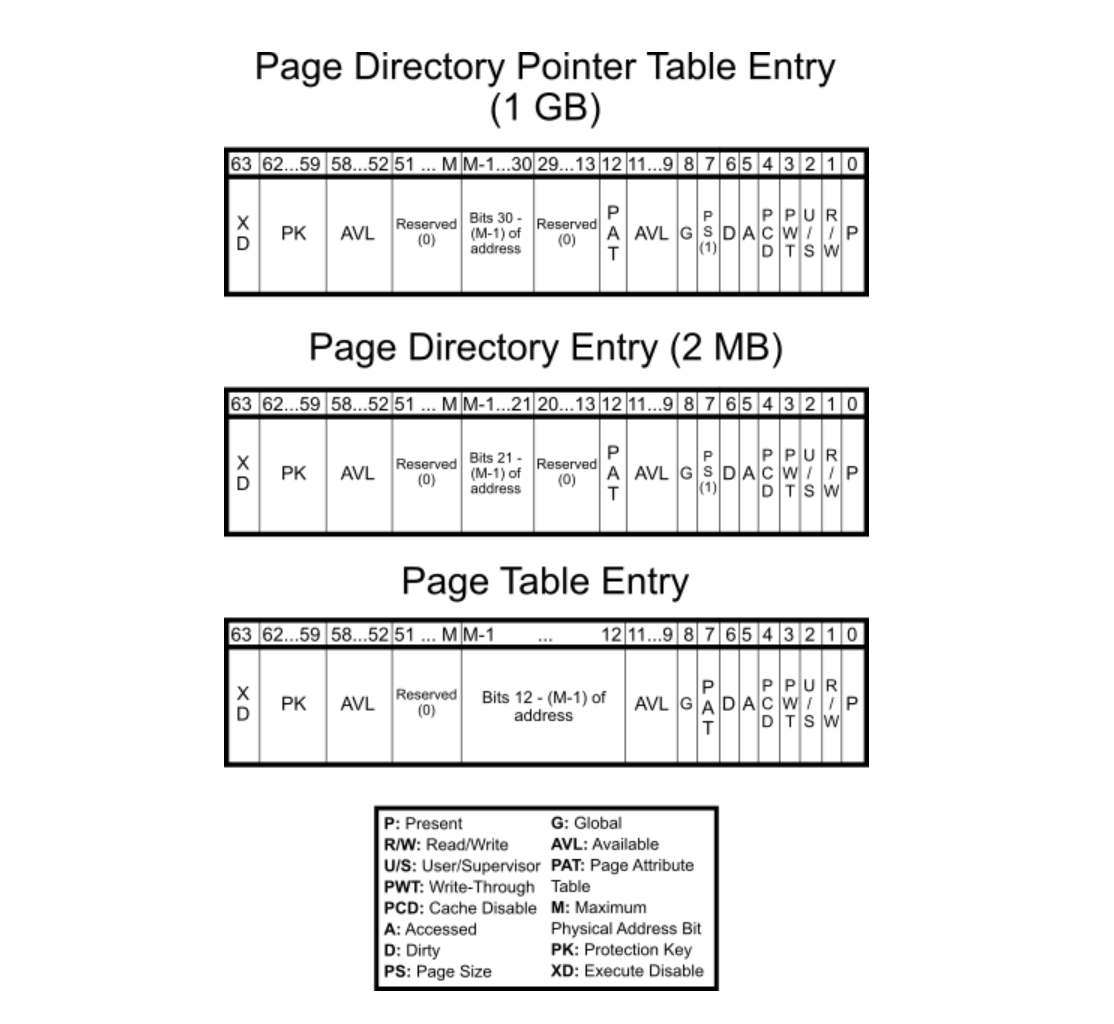 Page Directory Pointer Table Entry
(1 GB)
63 62...59 58...52 51 ... M M-1...30 29...13 12 11...9 8 7 6 5 4 3 2 1 0
XD PK AVL Reserved (0) Bits 30 - (M-1) of address Reserved (0) PAT AVL G PS (1) D A PCD PWT U/S R/W P
Page Directory Entry (2 MB)
63 62...59 58...52 51 ... M M-1...21 20...13 12 11...9 8 7 6 5 4 3 2 1 0
XD PK AVL Reserved (0) Bits 21 - (M-1) of address Reserved (0) PAT AVL G PS (1) D A PCD PWT U/S R/W P
Page Table Entry
63 62...59 58...52 51 ... M M-1 ... 12 11...9 8 7 6 5 4 3 2 1 0
XD PK AVL Reserved (0) Bits 12 - (M-1) of address AVL G PAT D A PCD PWT U/S R/W P
P: Present
R/W: Read/Write
U/S: User/Supervisor
PWT: Write-Through
PCD: Cache Disable
A: Accessed
D: Dirty
PS: Page Size
G: Global
AVL: Available
PAT: Page Attribute
Table
M: Maximum
Physical Address Bit
PK: Protection Key
XD: Execute Disable